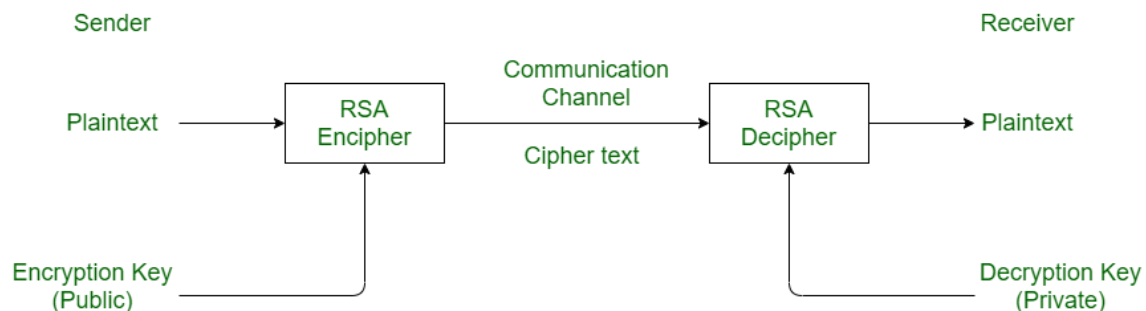 Sender
Receiver
Communication
Channel
Plaintext
RSA
Encipher
RSA
Decipher
Plaintext
Cipher text
Encryption Key
(Public)
Decryption Key
(Private)